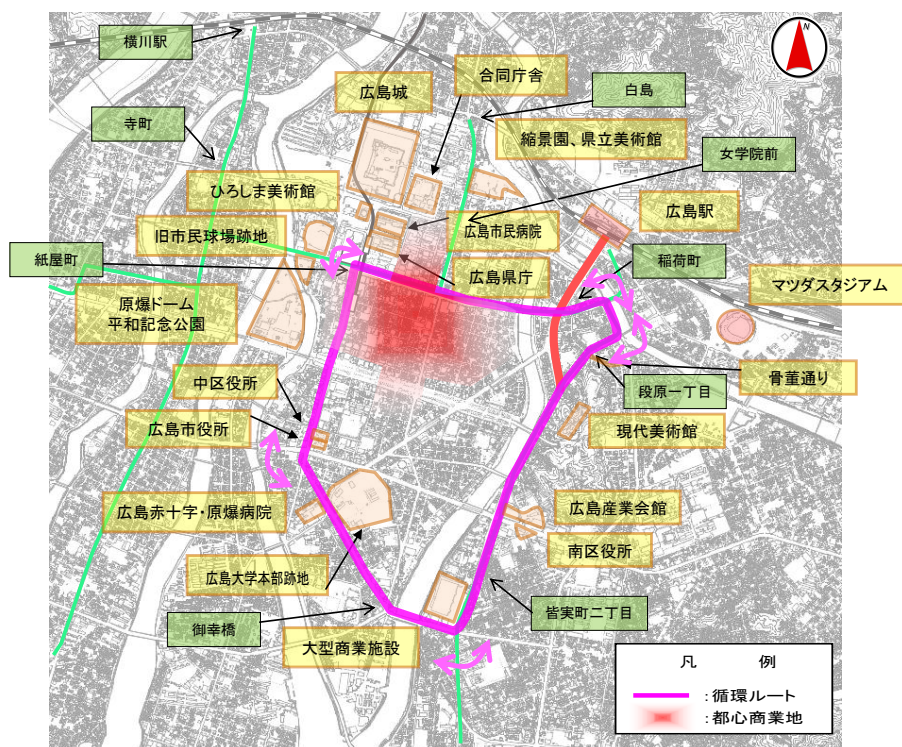 横川駅
N
合同庁舎
広島城
白島
寺町
縮景園、県立美術館
女学院前
ひろしま美術館
広島駅
旧市民球場跡地
広島市民病院
紙屋町
広島県庁
稲荷町
マツダスタジアム
原爆ドーム
平和記念公園
中区役所
骨董通り
段原一丁目
広島市役所
現代美術館
広島赤十字・原爆病院
広島産業会館
南区役所
広島大学本部跡地
皆実町二丁目
御幸橋
大型商業施設
凡 例
：循環ルート
：都心商業地